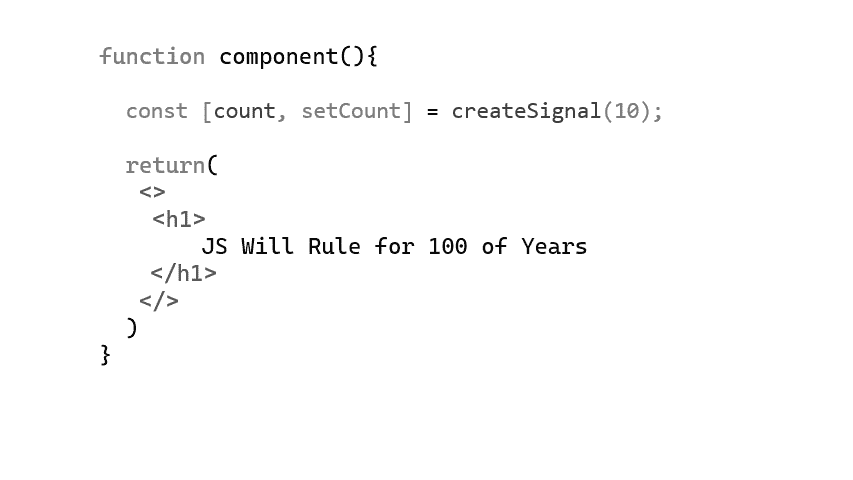 function component(){
const [count, setCount] = createSignal(10);
return(
<>
<h1>
JS Will Rule for 100 of Years
</h1>
</>
)
}